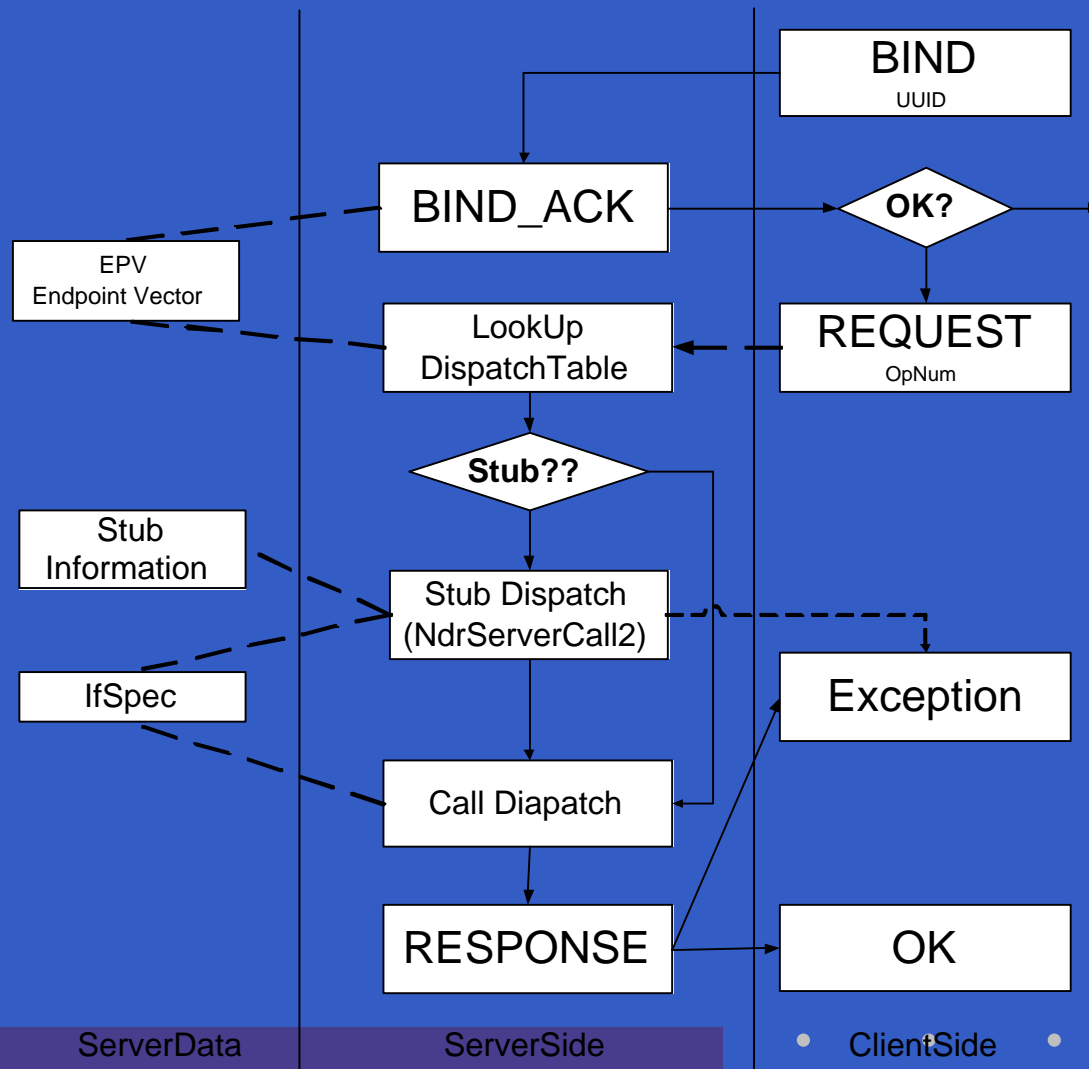 BIND
UUID
BIND_ACK
OK?
EPV
Endpoint Vector
LookUp
DispatchTable
REQUEST
OpNum
Stub??
Stub
Information
Stub Dispatch
(NdrServerCall2)
IfSpec
Exception
Call Diapatch
RESPONSE
OK
ServerData
ServerSide
ClientSide